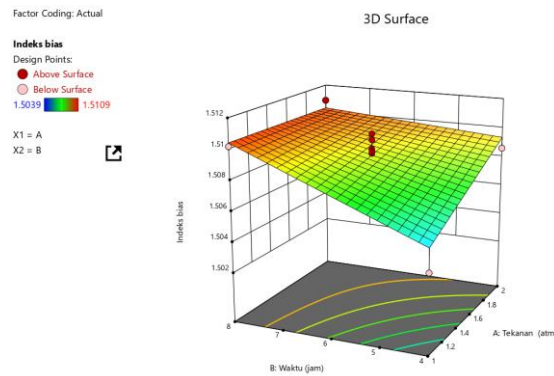 Factor Coding: Actual
3D Surface
Indeks bias
Design Points:
Above Surface
Below Surface
1.5039 1.5109
X1 = A
X2 = B
1.512
1.51
1.508
1.506
1.504
1.502
Indeks bias
8
7
6
5
4
B: Waktu (jam)
1
1.2
1.4
1.6
1.8
2
A: Tekanan (atm